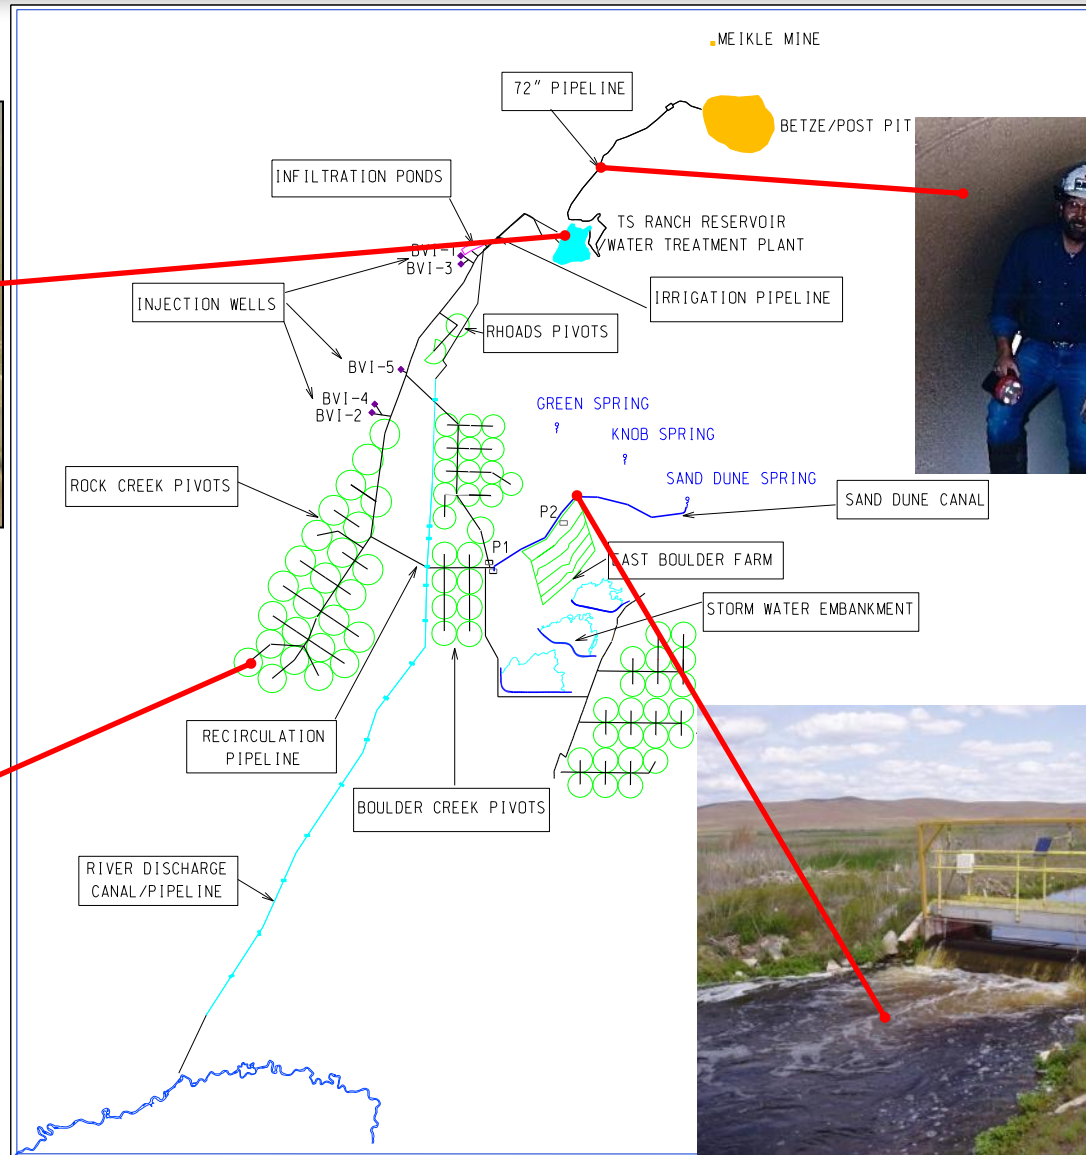 MEIKLE MINE
72" PIPELINE
BETZE/POST PIT
INFILTRATION PONDS
TS RANCH RESERVOIR
WATER TREATMENT PLANT
BVI-1
BVI-3
INJECTION WELLS
IRRIGATION PIPELINE
RHOADS PIVOTS
BVI-5
BVI-4
BVI-2
GREEN SPRING
KNOB SPRING
SAND DUNE SPRING
ROCK CREEK PIVOTS
SAND DUNE CANAL
P2
P1
EAST BOULDER FARM
STORM WATER EMBANKMENT
RECIRCULATION
PIPELINE
BOULDER CREEK PIVOTS
RIVER DISCHARGE
CANAL/PIPELINE